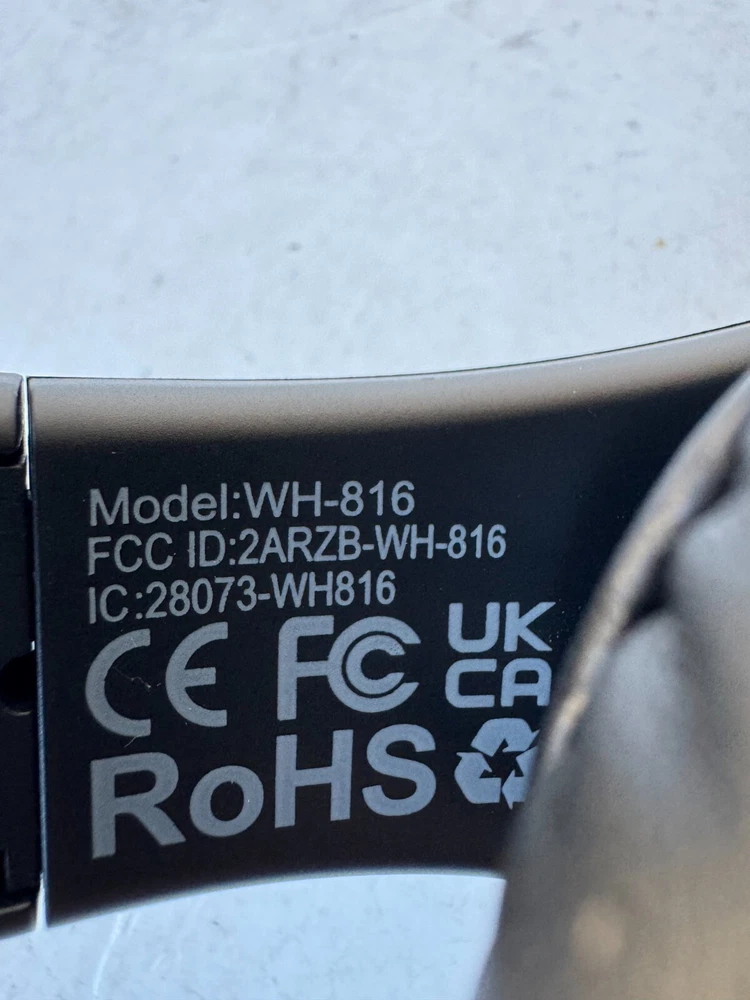 Model:WH-816
FCC ID:2ARZB-WH-816
IC:28073-WH816
CE FC UK
CA
RoHS